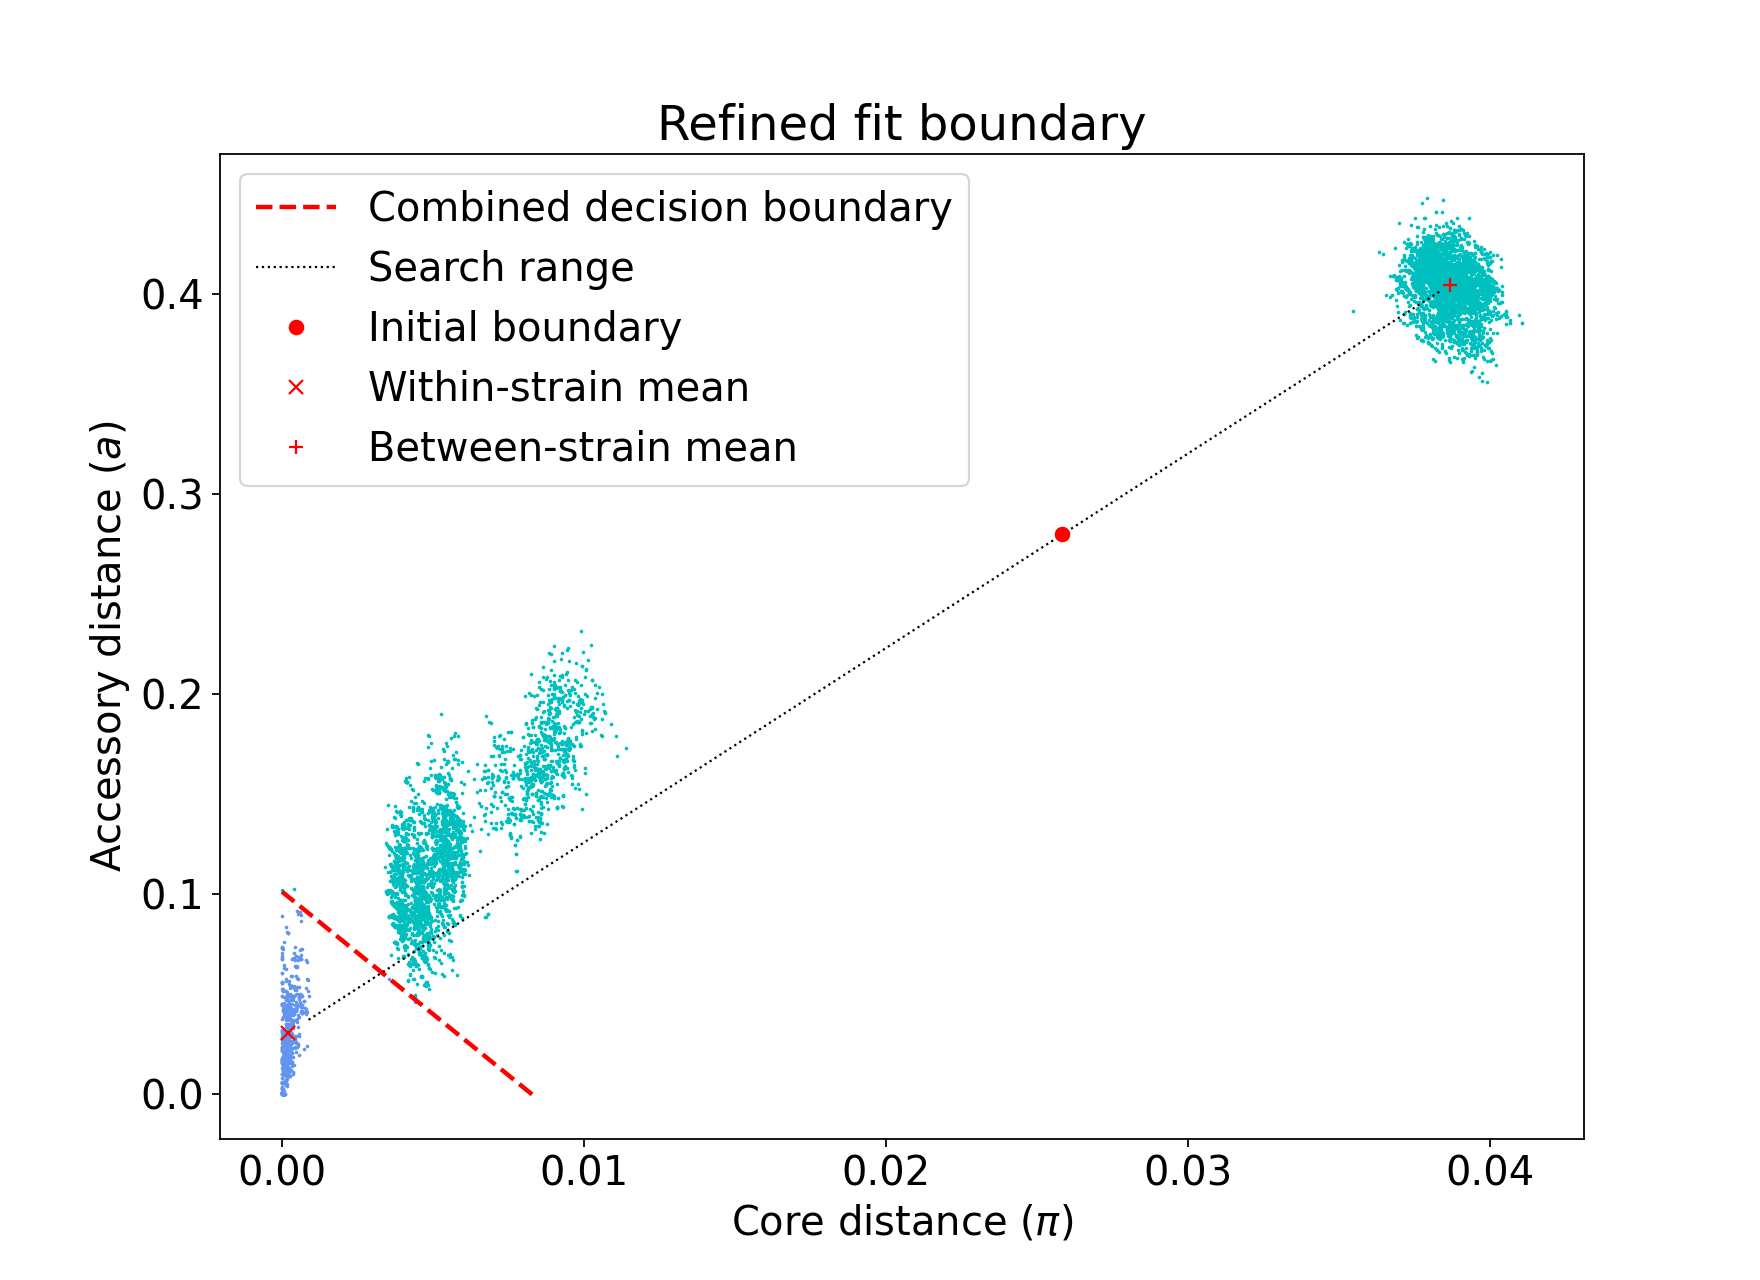 Refined fit boundary
Combined decision boundary
Search range
Initial boundary
Within-strain mean
Between-strain mean
Accessory distance (a)
0.4
0.3
0.2
0.1
0.0
0.00 0.01 0.02 0.03 0.04
Core distance (π)